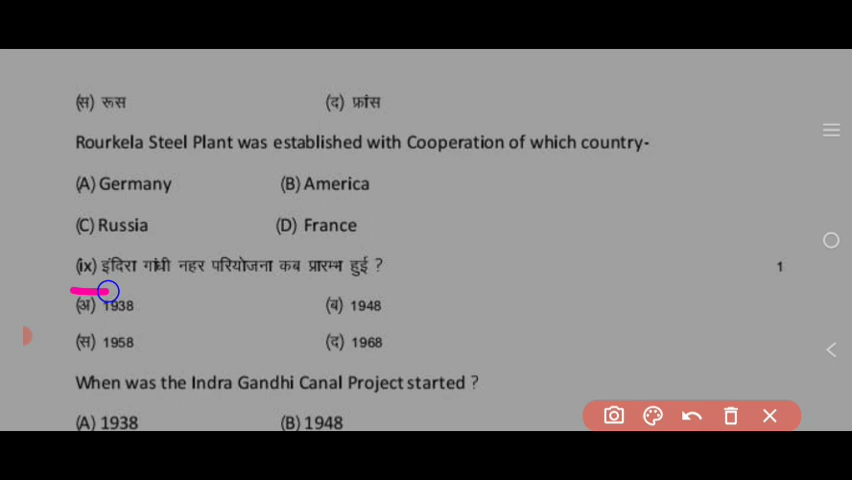 (स) रूस (द) फ्रांस
Rourkela Steel Plant was established with Cooperation of which country-
(A) Germany (B) America
(C) Russia (D) France
(ix) इंदिरा गांधी नहर परियोजना कब प्रारम्भ हुई ? 1
(अ) 1938 (ब) 1948
(स) 1958 (द) 1968
When was the Indra Gandhi Canal Project started ?
(A) 1938 (B) 1948